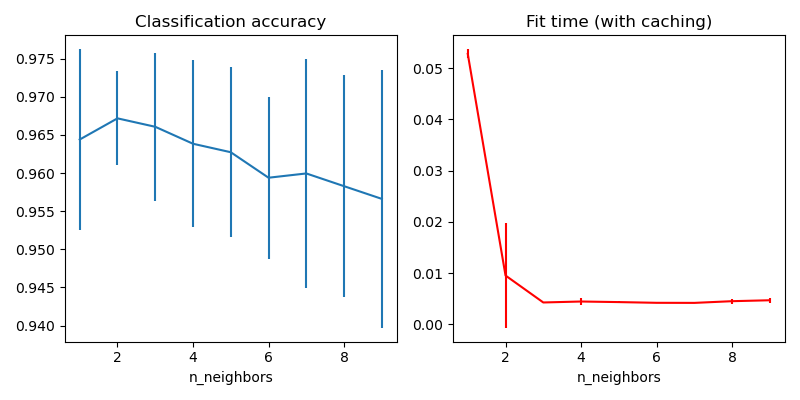 Classification accuracy
0.975
0.970
0.965
0.960
0.955
0.950
0.945
0.940
2 4 6 8
n_neighbors
Fit time (with caching)
0.05
0.04
0.03
0.02
0.01
0.00
2 4 6 8
n_neighbors